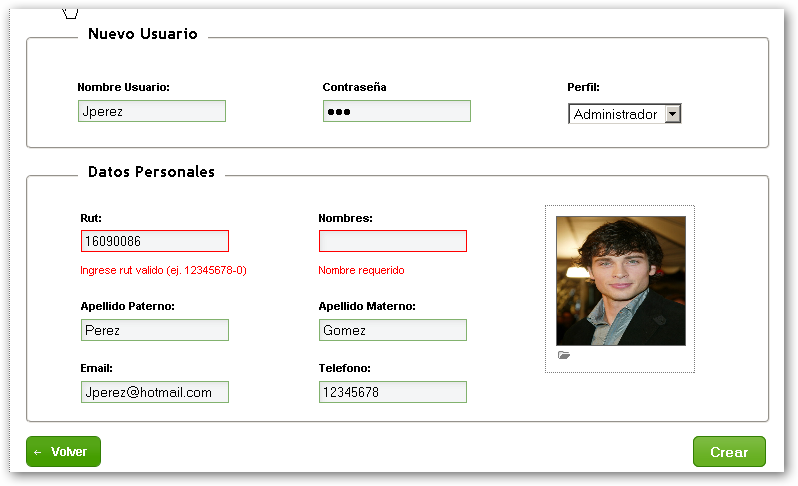 Nuevo Usuario
Nombre Usuario: Contraseña Perfil:
Jperez ●●● Administrador
Datos Personales
Rut: Nombres:
16090086
Ingrese rut valido (ej. 12345678-0) Nombre requerido
Apellido Paterno: Apellido Materno:
Perez Gomez
Email: Telefono:
Jperez@hotmail.com 12345678
← Volver Crear